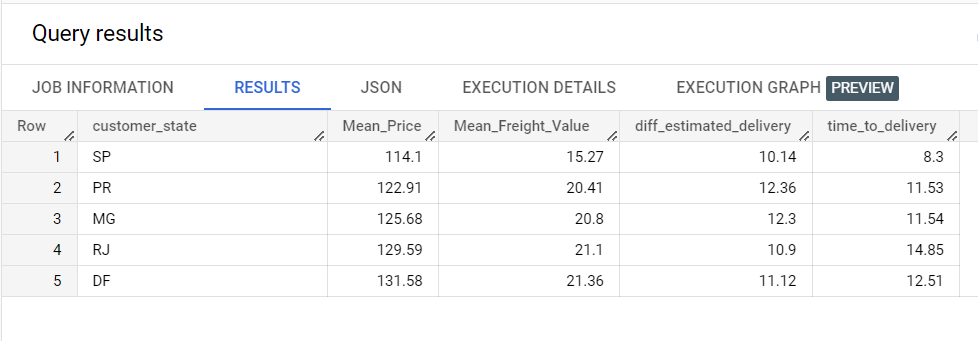 Query results
JOB INFORMATION RESULTS JSON EXECUTION DETAILS EXECUTION GRAPH PREVIEW
Row customer_state Mean_Price Mean_Freight_Value diff_estimated_delivery time_to_delivery
1 SP 114.1 15.27 10.14 8.3
2 PR 122.91 20.41 12.36 11.53
3 MG 125.68 20.8 12.3 11.54
4 RJ 129.59 21.1 10.9 14.85
5 DF 131.58 21.36 11.12 12.51